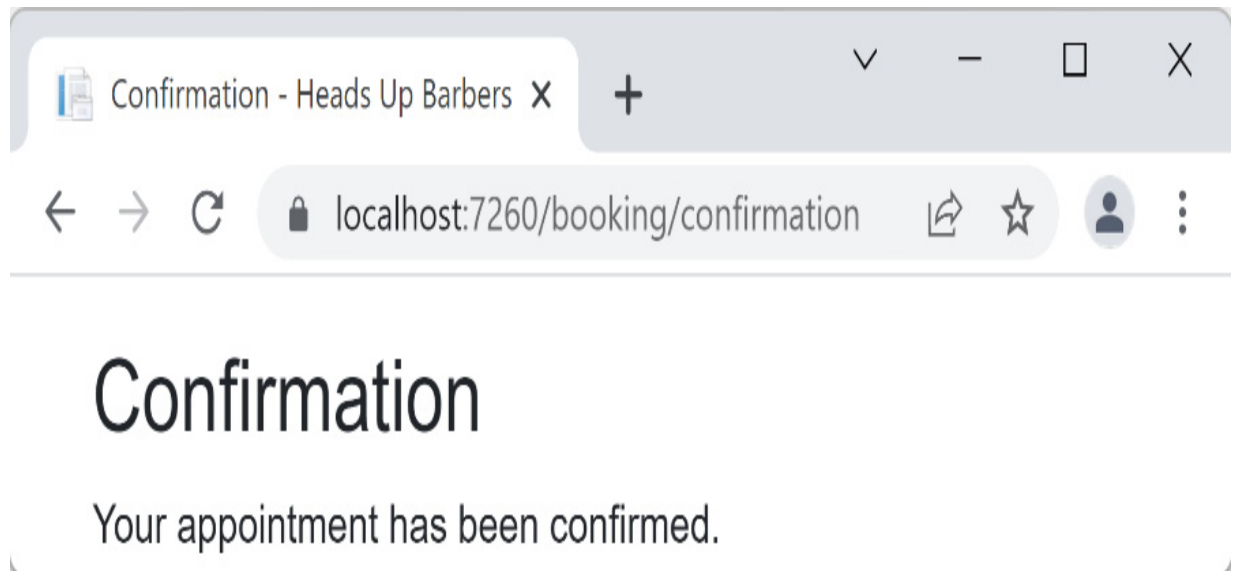 Confirmation - Heads Up Barbers
localhost:7260/booking/confirmation
Confirmation
Your appointment has been confirmed.